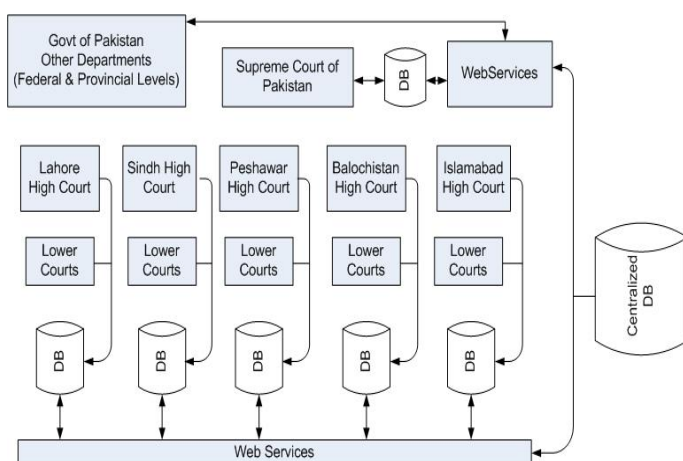 Govt of Pakistan
Other Departments
(Federal & Provincial Levels)
Supreme Court of
Pakistan
DB
WebServices
Lahore
High Court
Sindh High
Court
Peshawar
High Court
Balochistan
High Court
Islamabad
High Court
Lower
Courts
Lower
Courts
Lower
Courts
Lower
Courts
Lower
Courts
Centralized
DB
DB
DB
DB
DB
DB
Web Services